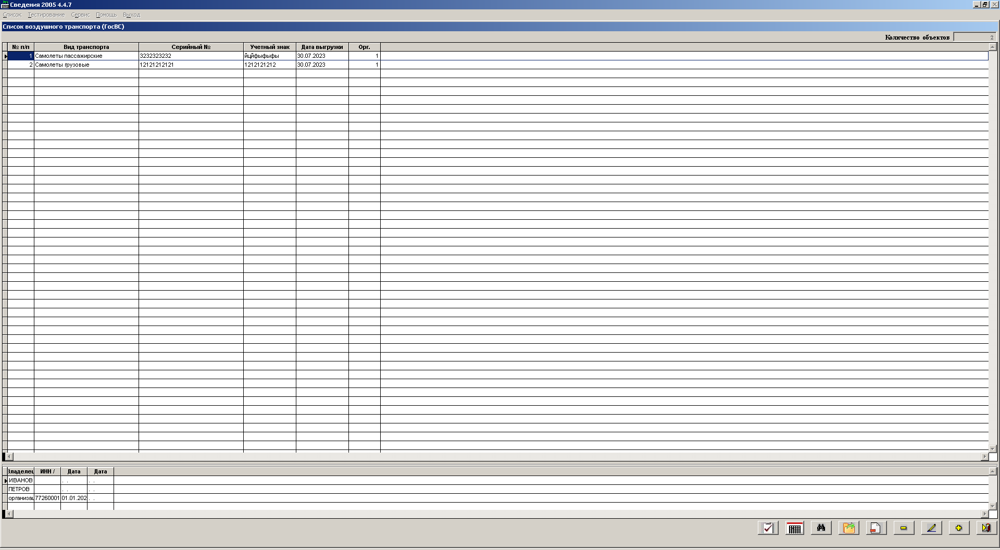 Сведения 2005 4.4.7
Список Тестирование Сервис Помощь Выход
Список воздушного транспорта (ГосВС)
Количество объектов 2
№ п/п Вид транспорта Серийный № Учетный знак Дата выгрузки Орг.
1 Самолеты пассажирские 3232323232 йцйфыфыфы 30.07.2023 1
2 Самолеты грузовые 12121212121 1212121212 30.07.2023 1
Владелец ИНН / Дата Дата
ИВАНОВ . . . .
ПЕТРОВ . . . .
организац 77260001 01.01.202 . .